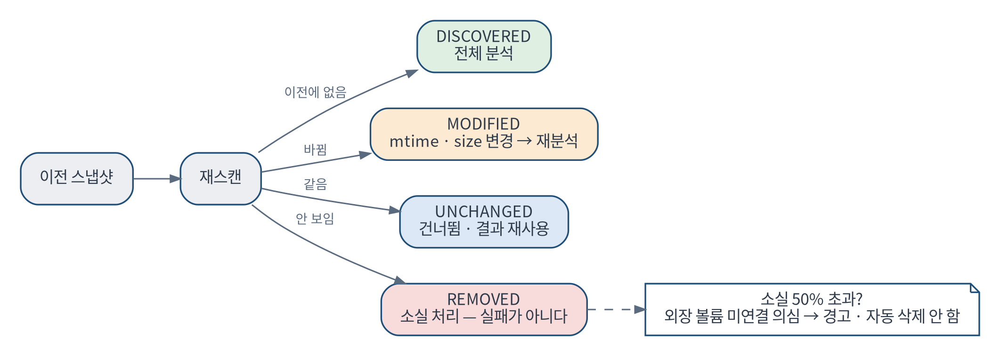 이전 스냅샷
재스캔
이전에 없음
바뀜
같음
안 보임
DISCOVERED
전체 분석
MODIFIED
mtime · size 변경 → 재분석
UNCHANGED
건너뜀 · 결과 재사용
REMOVED
소실 처리 — 실패가 아니다
소실 50% 초과?
외장 볼륨 미연결 의심 → 경고 · 자동 삭제 안 함